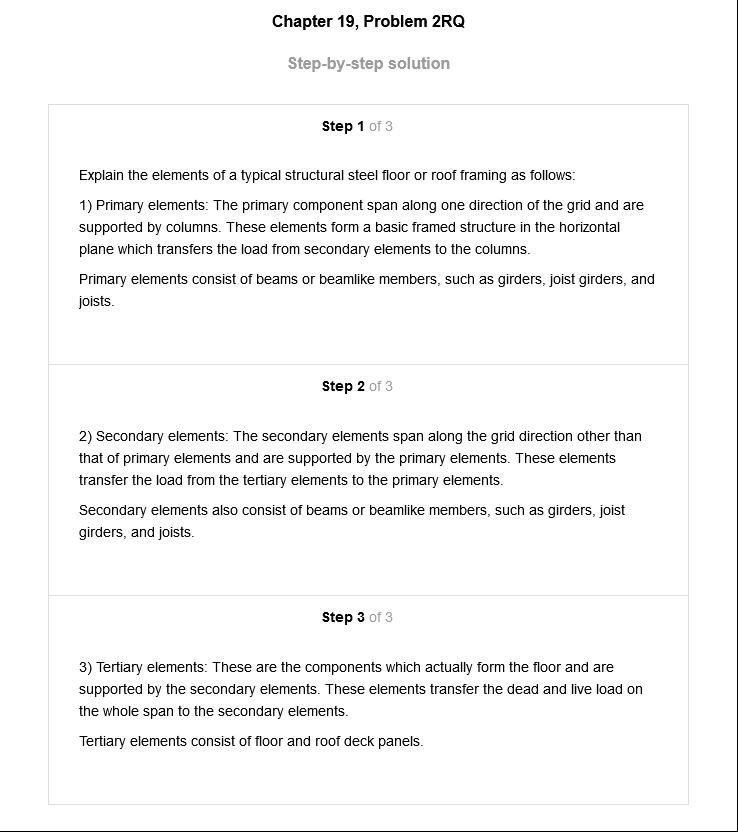 Chapter 19, Problem 2RQ
Step-by-step solution
Step 1 of 3
Explain the elements of a typical structural steel floor or roof framing as follows:
1) Primary elements: The primary component span along one direction of the grid and are
supported by columns. These elements form a basic framed structure in the horizontal
plane which transfers the load from secondary elements to the columns.
Primary elements consist of beams or beamlike members, such as girders, joist girders, and
joists.
Step 2 of 3
2) Secondary elements: The secondary elements span along the grid direction other than
that of primary elements and are supported by the primary elements. These elements
transfer the load from the tertiary elements to the primary elements.
Secondary elements also consist of beams or beamlike members, such as girders, joist
girders, and joists.
Step 3 of 3
3) Tertiary elements: These are the components which actually form the floor and are
supported by the secondary elements. These elements transfer the dead and live load on
the whole span to the secondary elements.
Tertiary elements consist of floor and roof deck panels.